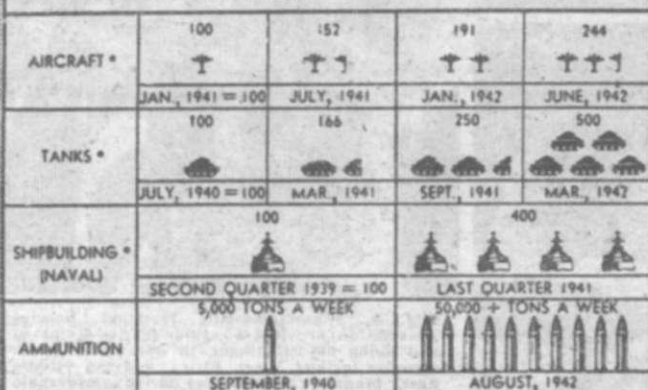 100 152 191 244
AIRCRAFT *
JAN., 1941 = 100 JULY, 1941 JAN., 1942 JUNE, 1942
100 166 250 500
TANKS *
JULY, 1940 = 100 MAR., 1941 SEPT., 1941 MAR., 1942
100 400
SHIPBUILDING *
(NAVAL)
SECOND QUARTER 1939 = 100 LAST QUARTER 1941
5,000 TONS A WEEK 50,000 + TONS A WEEK
AMMUNITION
SEPTEMBER, 1940 AUGUST, 1942